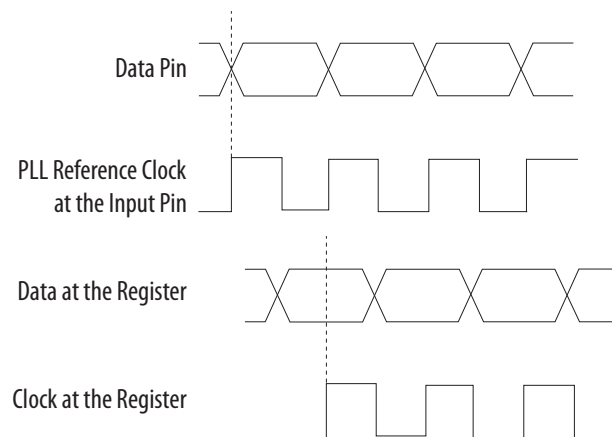 Data Pin
PLL Reference Clock
at the Input Pin
Data at the Register
Clock at the Register